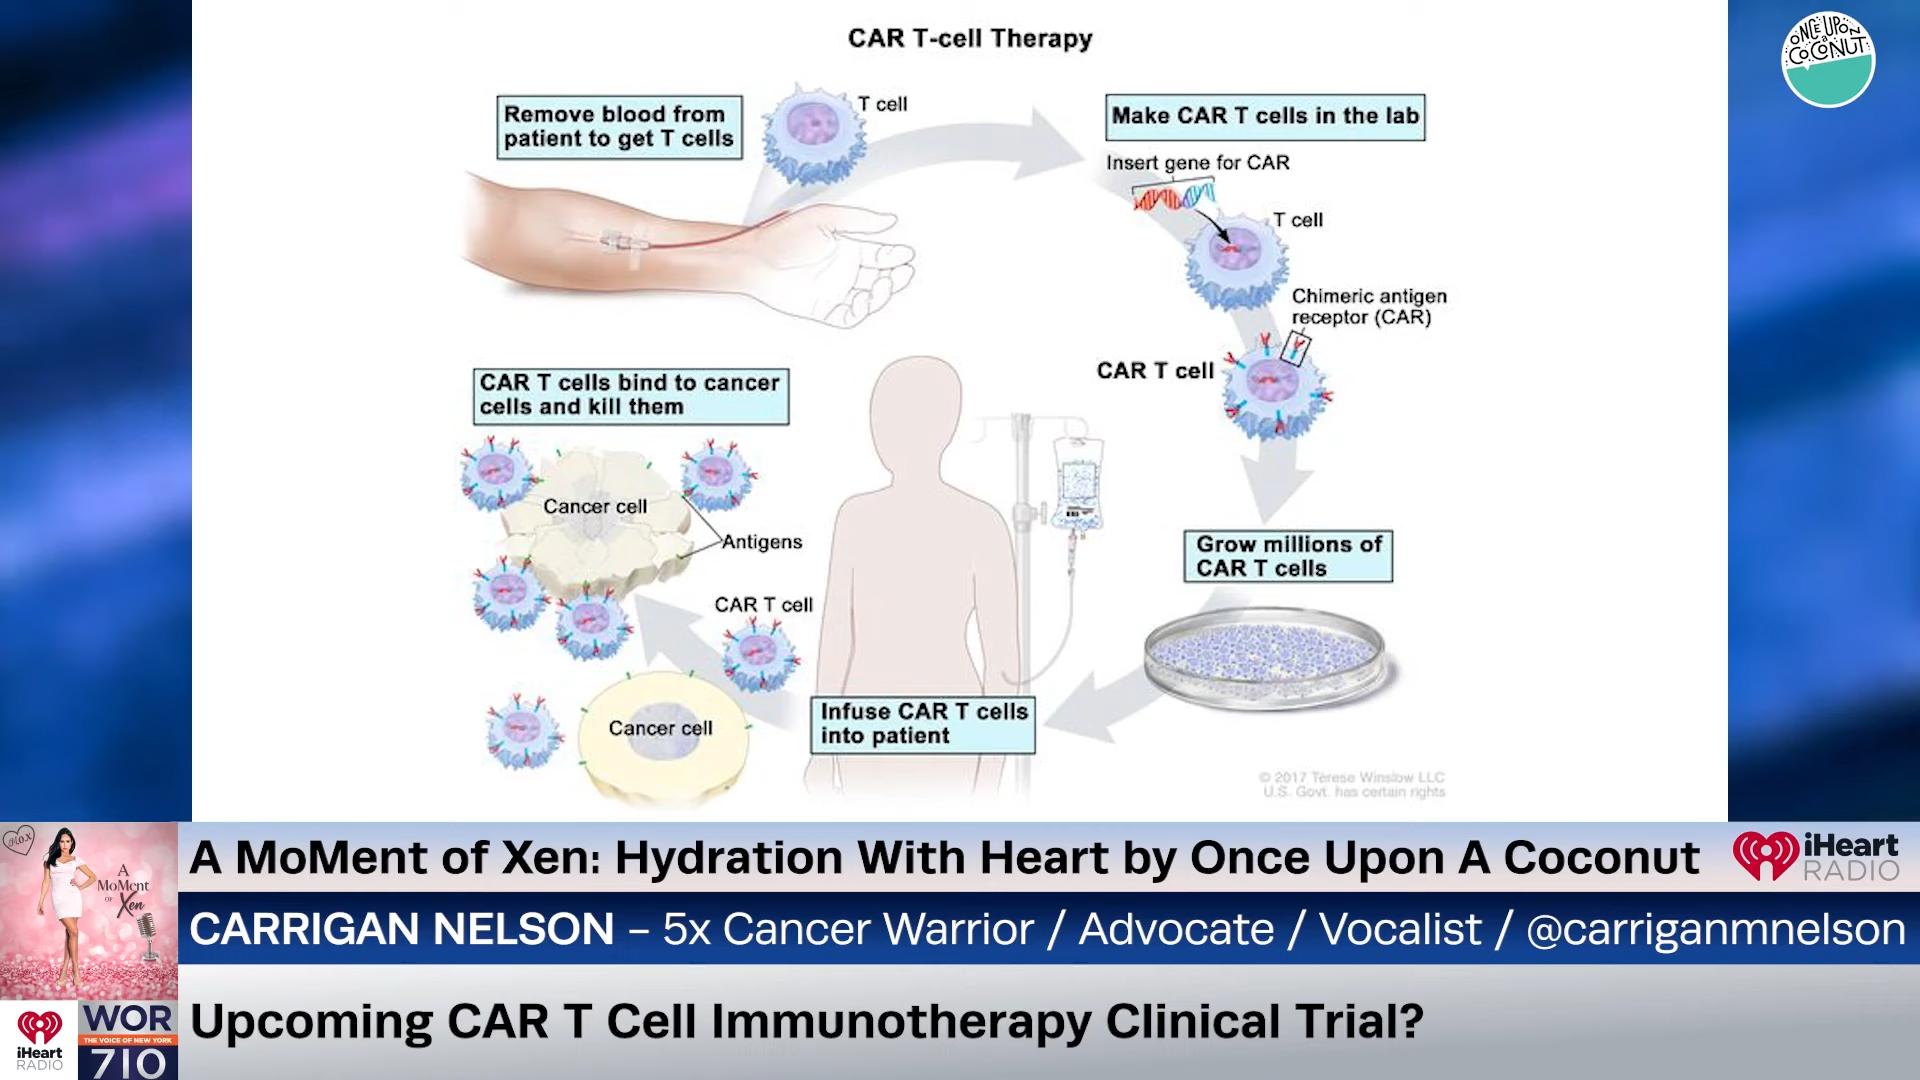 CAR T-cell Therapy
ONCE UPON
a
COCONUT
Remove blood from
patient to get T cells
T cell
Make CAR T cells in the lab
Insert gene for CAR
T cell
Chimeric antigen
receptor (CAR)
CAR T cell
CAR T cells bind to cancer
cells and kill them
Cancer cell
Antigens
Grow millions of
CAR T cells
CAR T cell
Infuse CAR T cells
into patient
Cancer cell
© 2017 Terese Winslow LLC
U.S. Govt. has certain rights
M.O.X
A
MoMent
OF Xen
A MoMent of Xen: Hydration With Heart by Once Upon A Coconut
iHeart
RADIO
CARRIGAN NELSON – 5x Cancer Warrior / Advocate / Vocalist / @carriganmnelson
iHeart
RADIO
WOR
THE VOICE OF NEW YORK
710
Upcoming CAR T Cell Immunotherapy Clinical Trial?